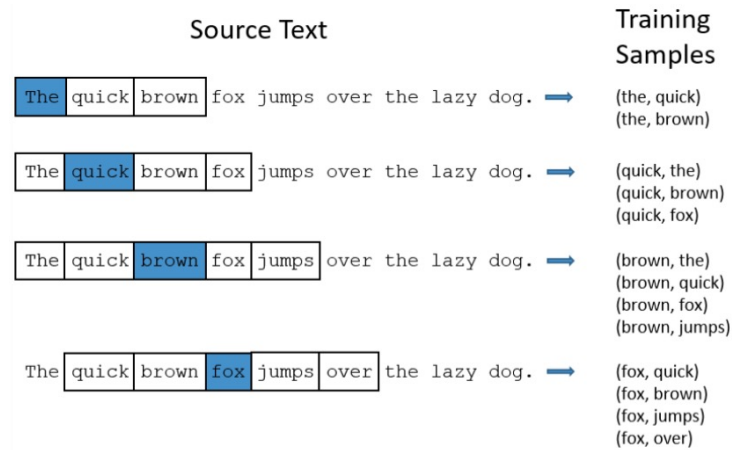 Source Text
Training
Samples
The quick brown fox jumps over the lazy dog.
(the, quick)
(the, brown)
The quick brown fox jumps over the lazy dog.
(quick, the)
(quick, brown)
(quick, fox)
The quick brown fox jumps over the lazy dog.
(brown, the)
(brown, quick)
(brown, fox)
(brown, jumps)
The quick brown fox jumps over the lazy dog.
(fox, quick)
(fox, brown)
(fox, jumps)
(fox, over)